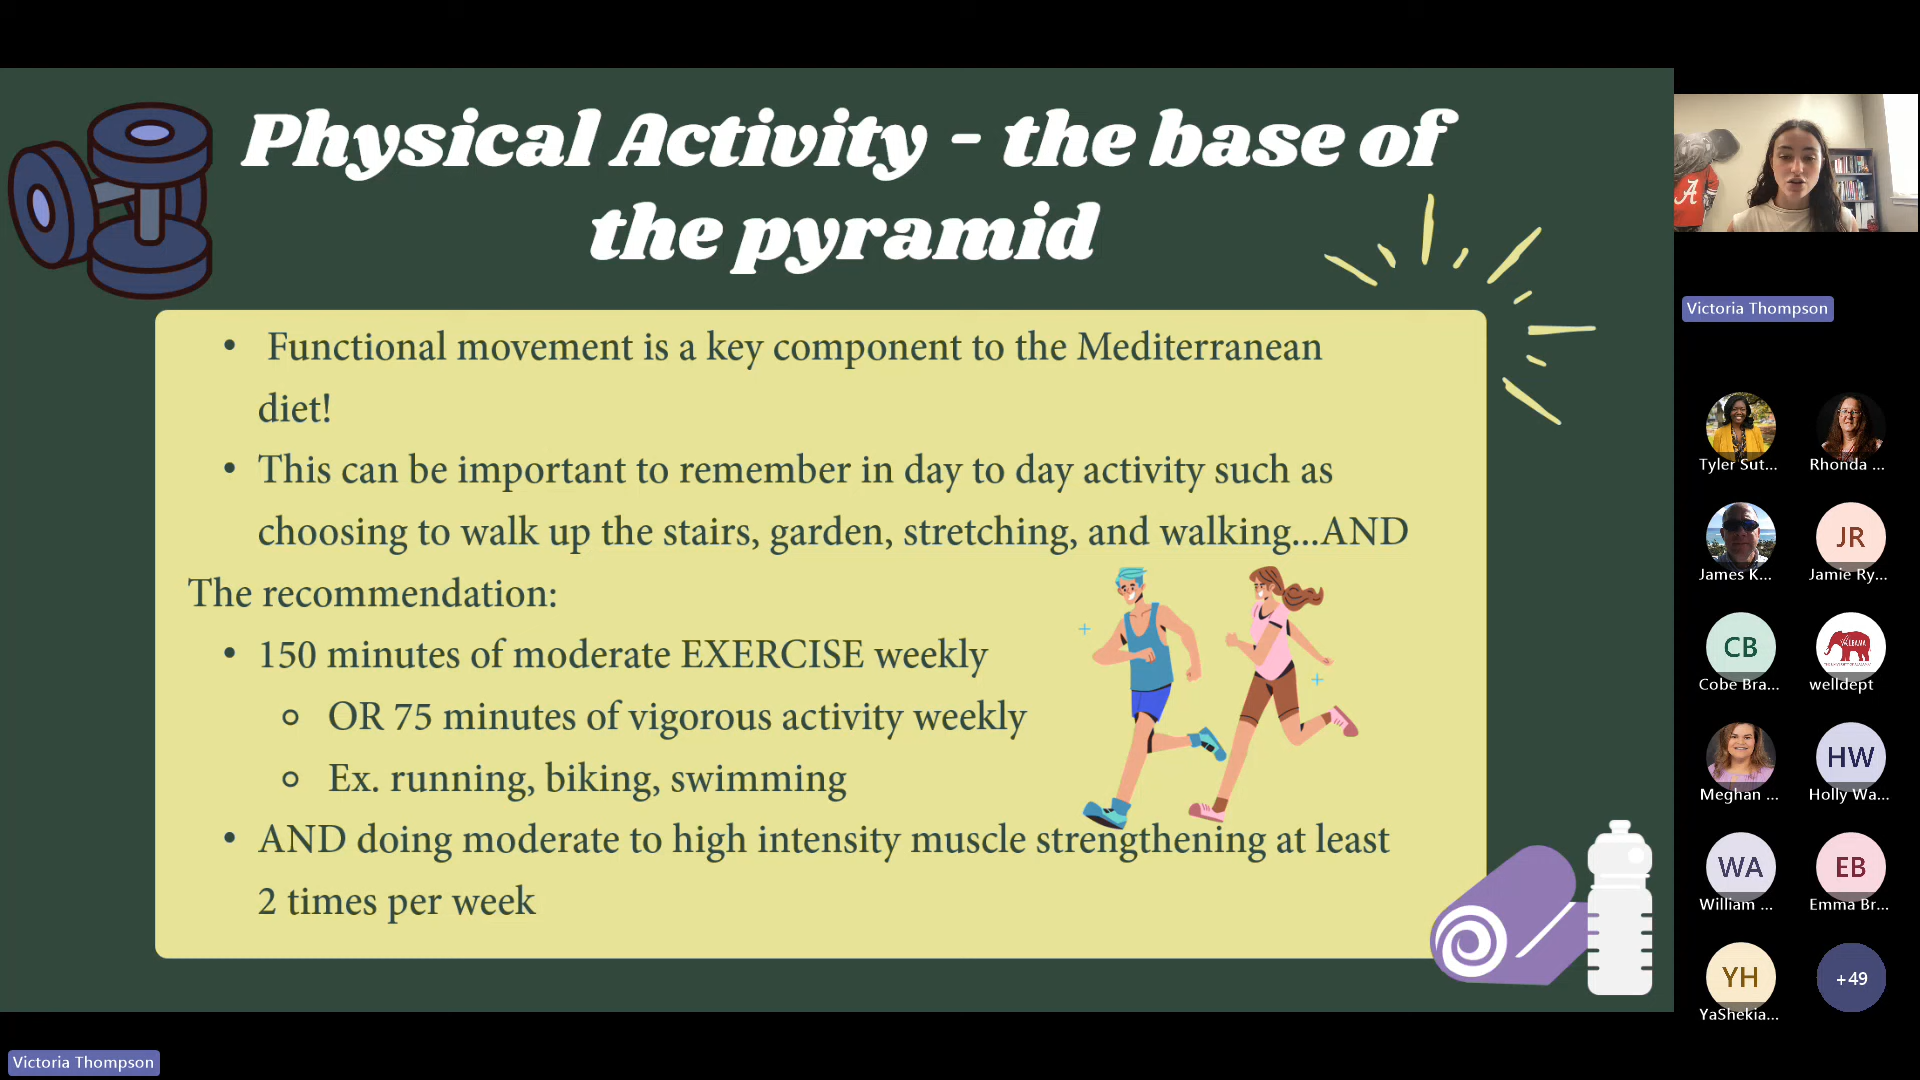 Physical Activity - the base of
the pyramid
• Functional movement is a key component to the Mediterranean
diet!
• This can be important to remember in day to day activity such as
choosing to walk up the stairs, garden, stretching, and walking...AND
The recommendation:
• 150 minutes of moderate EXERCISE weekly
○ OR 75 minutes of vigorous activity weekly
○ Ex. running, biking, swimming
• AND doing moderate to high intensity muscle strengthening at least
2 times per week
A
Victoria Thompson
Tyler Sut...
Rhonda ...
James K...
JR
Jamie Ry...
CB
Cobe Bra...
welldept
Meghan ...
HW
Holly Wa...
WA
William ...
EB
Emma Br...
YH
YaShekia...
+49
Victoria Thompson